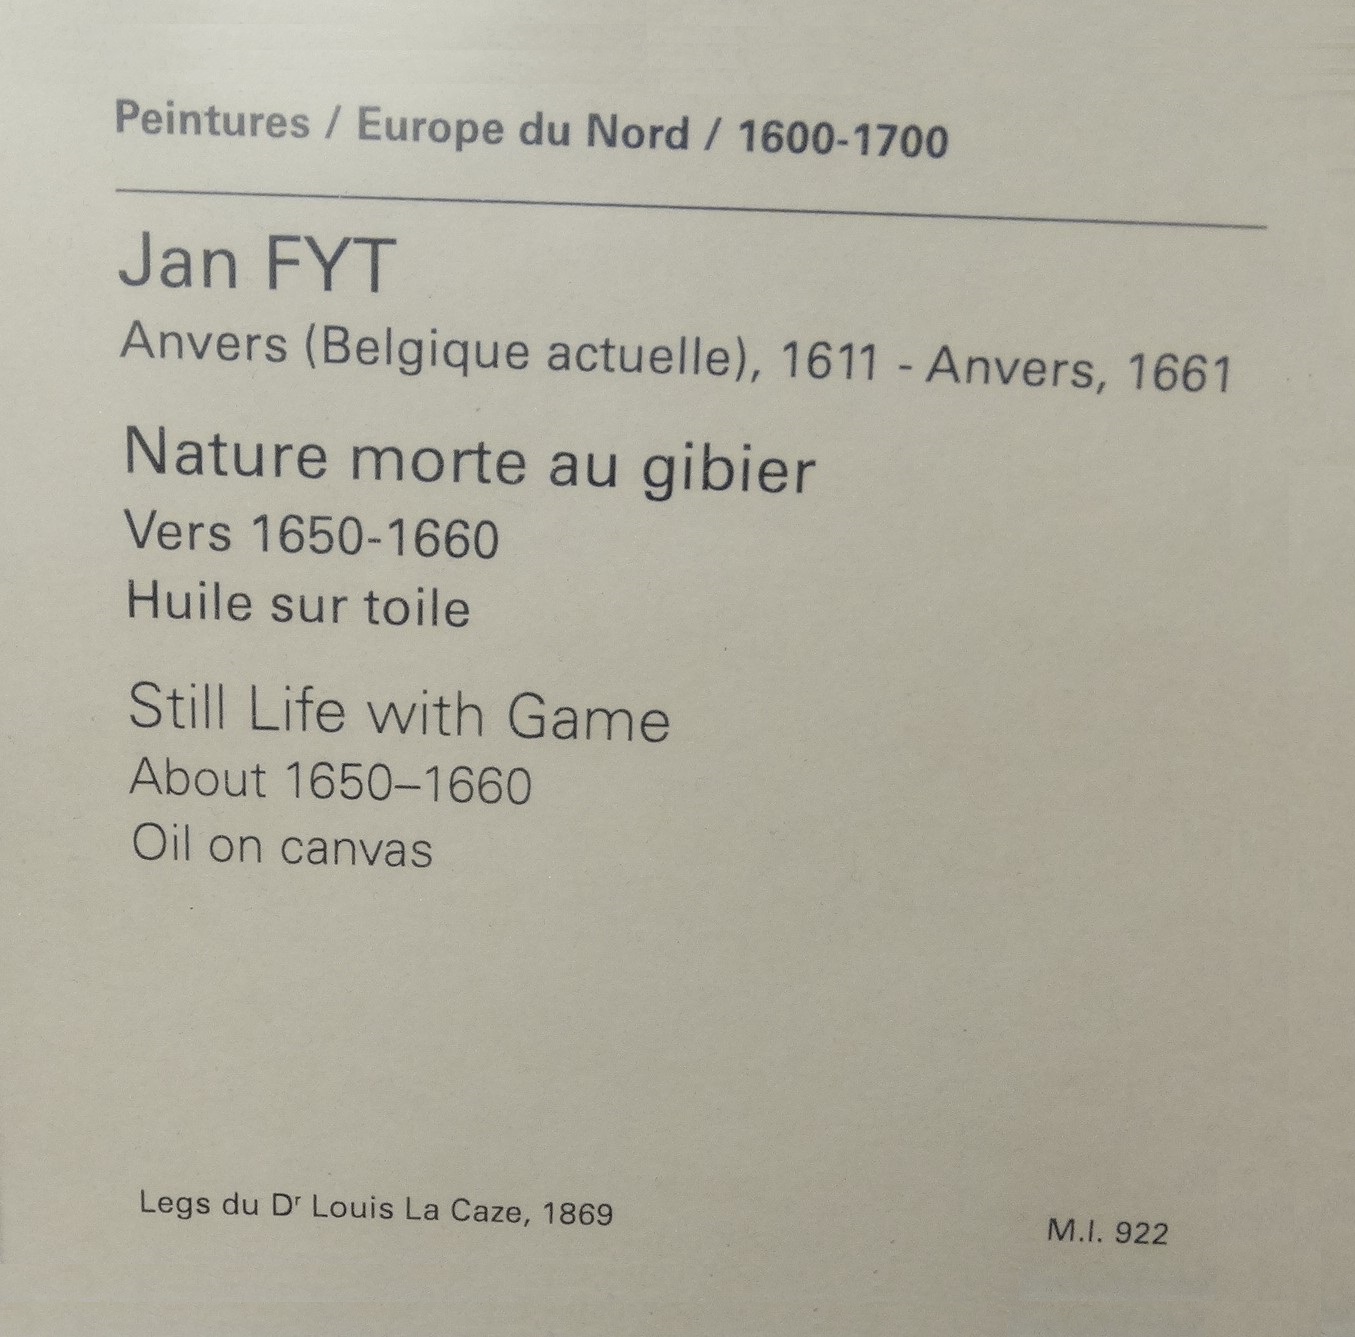 Peintures / Europe du Nord / 1600-1700
Jan FYT
Anvers (Belgique actuelle), 1611 - Anvers, 1661
Nature morte au gibier
Vers 1650-1660
Huile sur toile
Still Life with Game
About 1650–1660
Oil on canvas
Legs du Dʳ Louis La Caze, 1869
M.I. 922